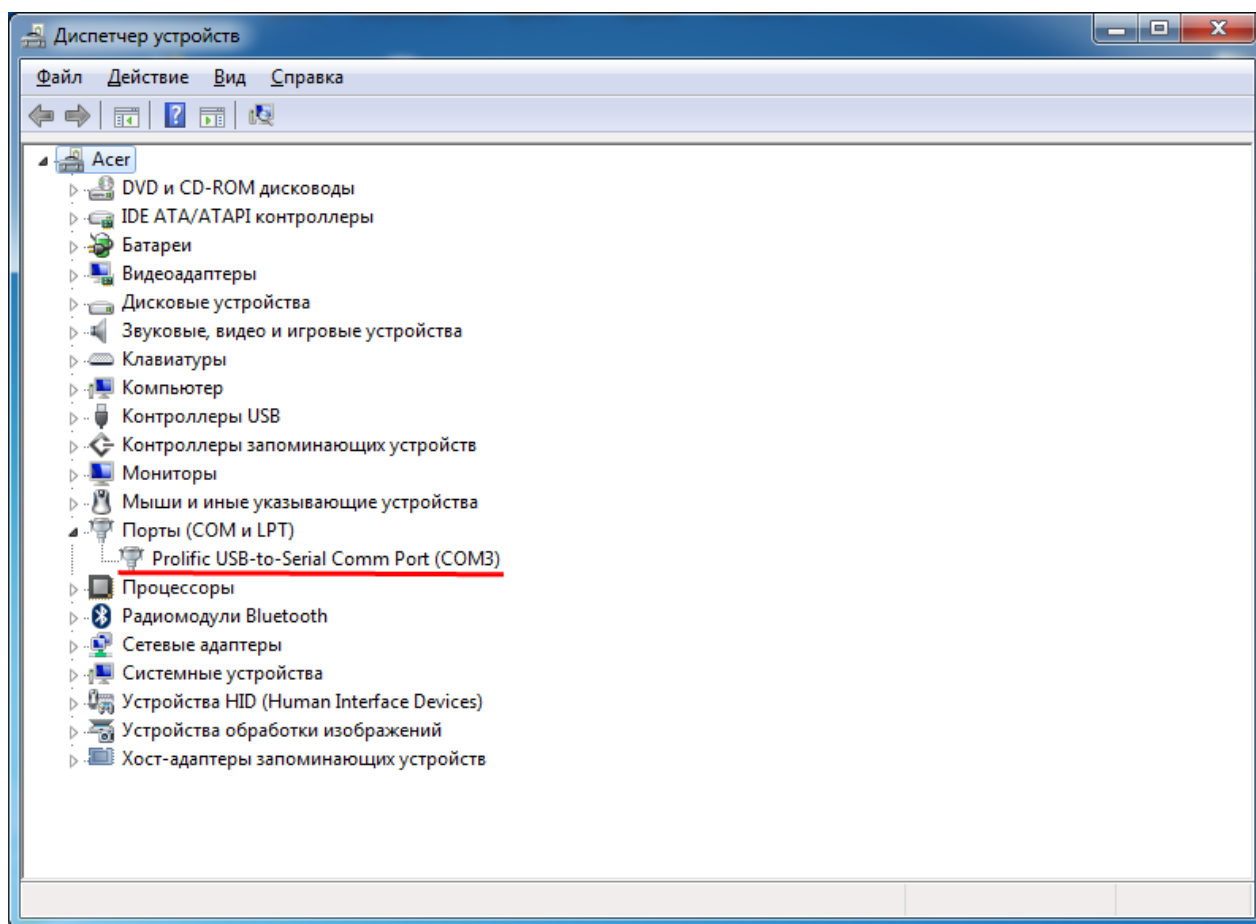 Диспетчер устройств
Файл Действие Вид Справка
Acer
DVD и CD-ROM дисководы
IDE ATA/ATAPI контроллеры
Батареи
Видеоадаптеры
Дисковые устройства
Звуковые, видео и игровые устройства
Клавиатуры
Компьютер
Контроллеры USB
Контроллеры запоминающих устройств
Мониторы
Мыши и иные указывающие устройства
Порты (COM и LPT)
Prolific USB-to-Serial Comm Port (COM3)
Процессоры
Радиомодули Bluetooth
Сетевые адаптеры
Системные устройства
Устройства HID (Human Interface Devices)
Устройства обработки изображений
Хост-адаптеры запоминающих устройств